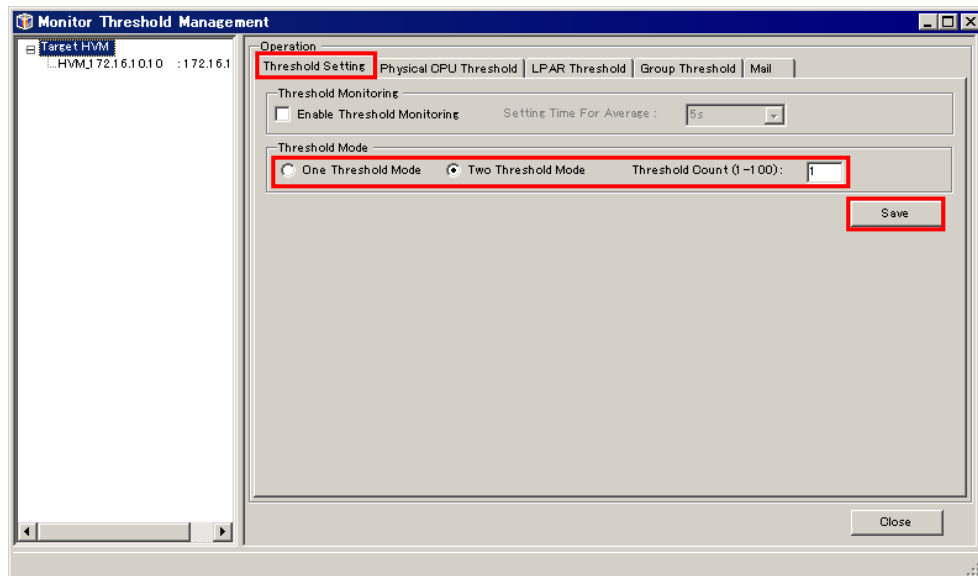 Monitor Threshold Management
Target HVM
HVM_172.16.10.10 : 172.16.1
Operation
Threshold Setting Physical CPU Threshold LPAR Threshold Group Threshold Mail
Threshold Monitoring
Enable Threshold Monitoring Setting Time For Average : 5s
Threshold Mode
One Threshold Mode Two Threshold Mode Threshold Count (1-100): 1
Save
Close